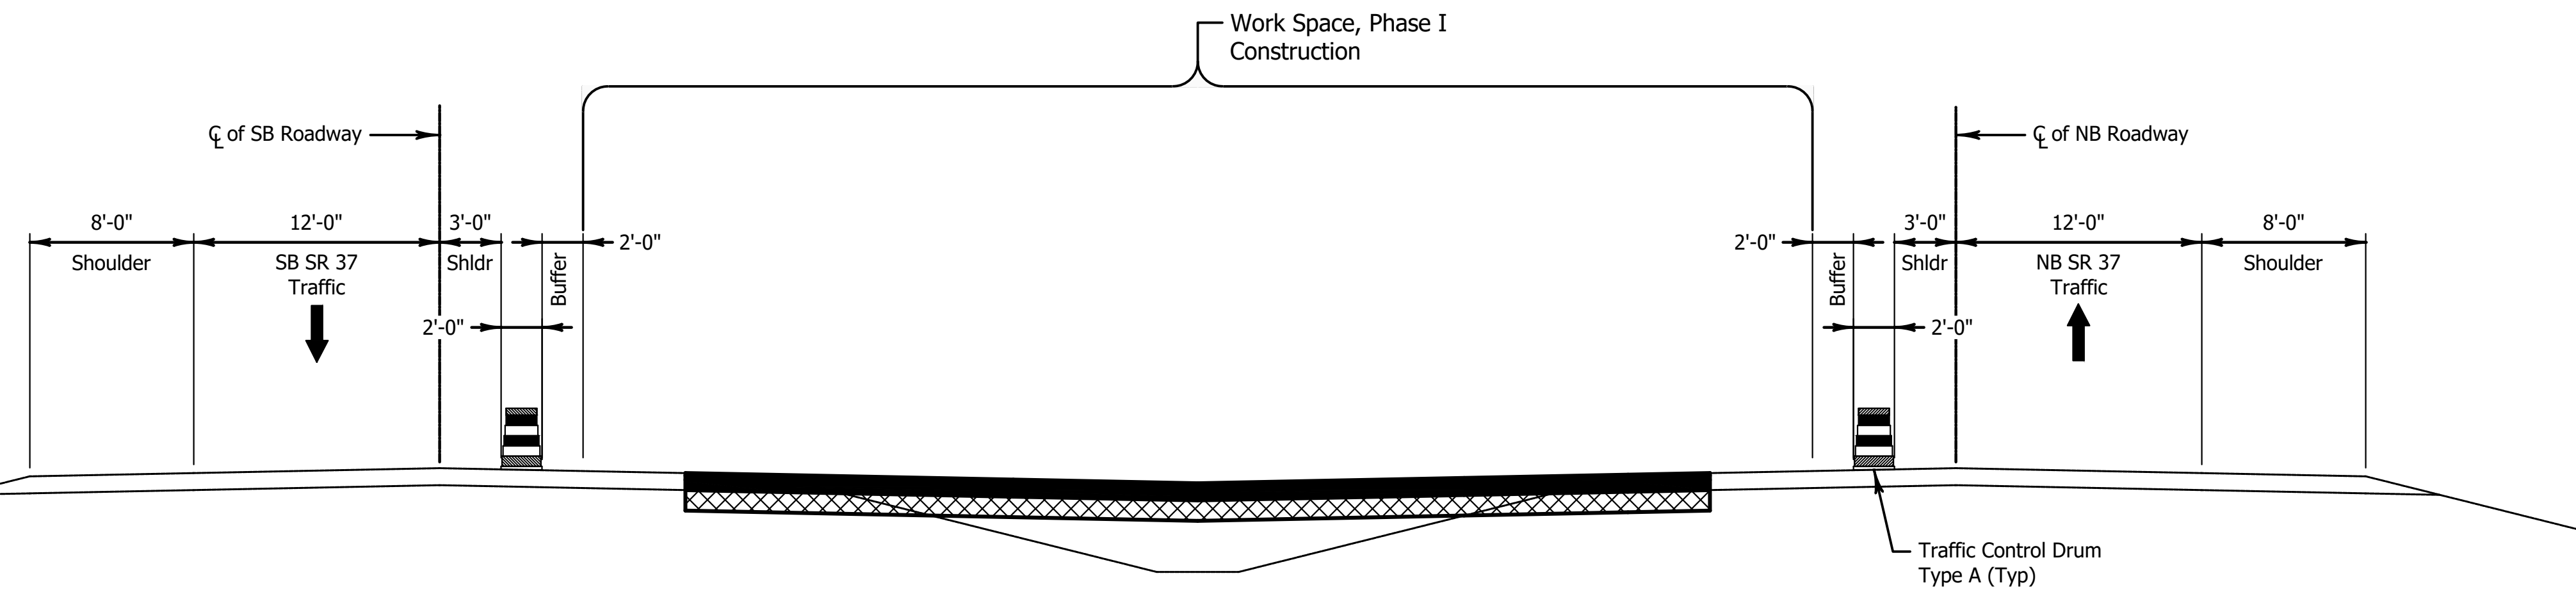 Work Space, Phase I
Construction
℄ of SB Roadway
℄ of NB Roadway
8'-0"
12'-0"
3'-0"
2'-0"
2'-0"
3'-0"
12'-0"
8'-0"
Shoulder
SB SR 37
Traffic
Shldr
Buffer
Buffer
Shldr
NB SR 37
Traffic
Shoulder
2'-0"
2'-0"
Traffic Control Drum
Type A (Typ)